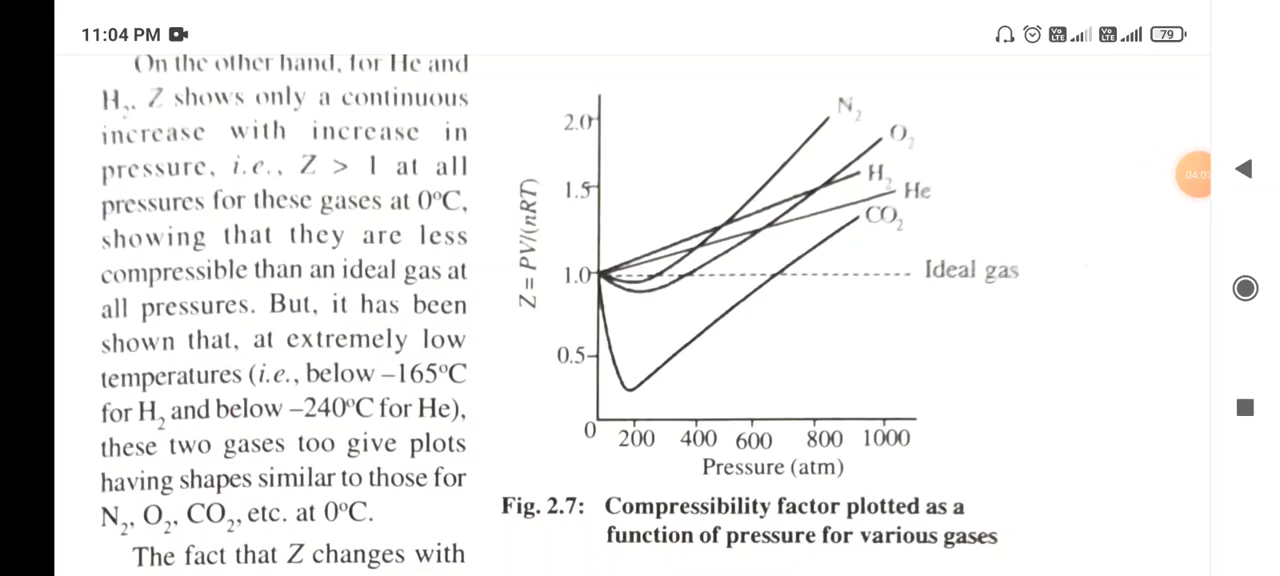 11:04 PM
Vo LTE
Vo LTE
79
On the other hand, for He and
H₂, Z shows only a continuous
increase with increase in
pressure, i.e., Z > 1 at all
pressures for these gases at 0°C,
showing that they are less
compressible than an ideal gas at
all pressures. But, it has been
shown that, at extremely low
temperatures (i.e., below –165°C
for H₂ and below –240°C for He),
these two gases too give plots
having shapes similar to those for
N₂, O₂, CO₂, etc. at 0°C.
The fact that Z changes with
Z = PV/(nRT)
2.0
1.5
1.0
0.5
0
200 400 600 800 1000
Pressure (atm)
N₂
O₂
H₂
He
CO₂
Ideal gas
Fig. 2.7: Compressibility factor plotted as a
function of pressure for various gases